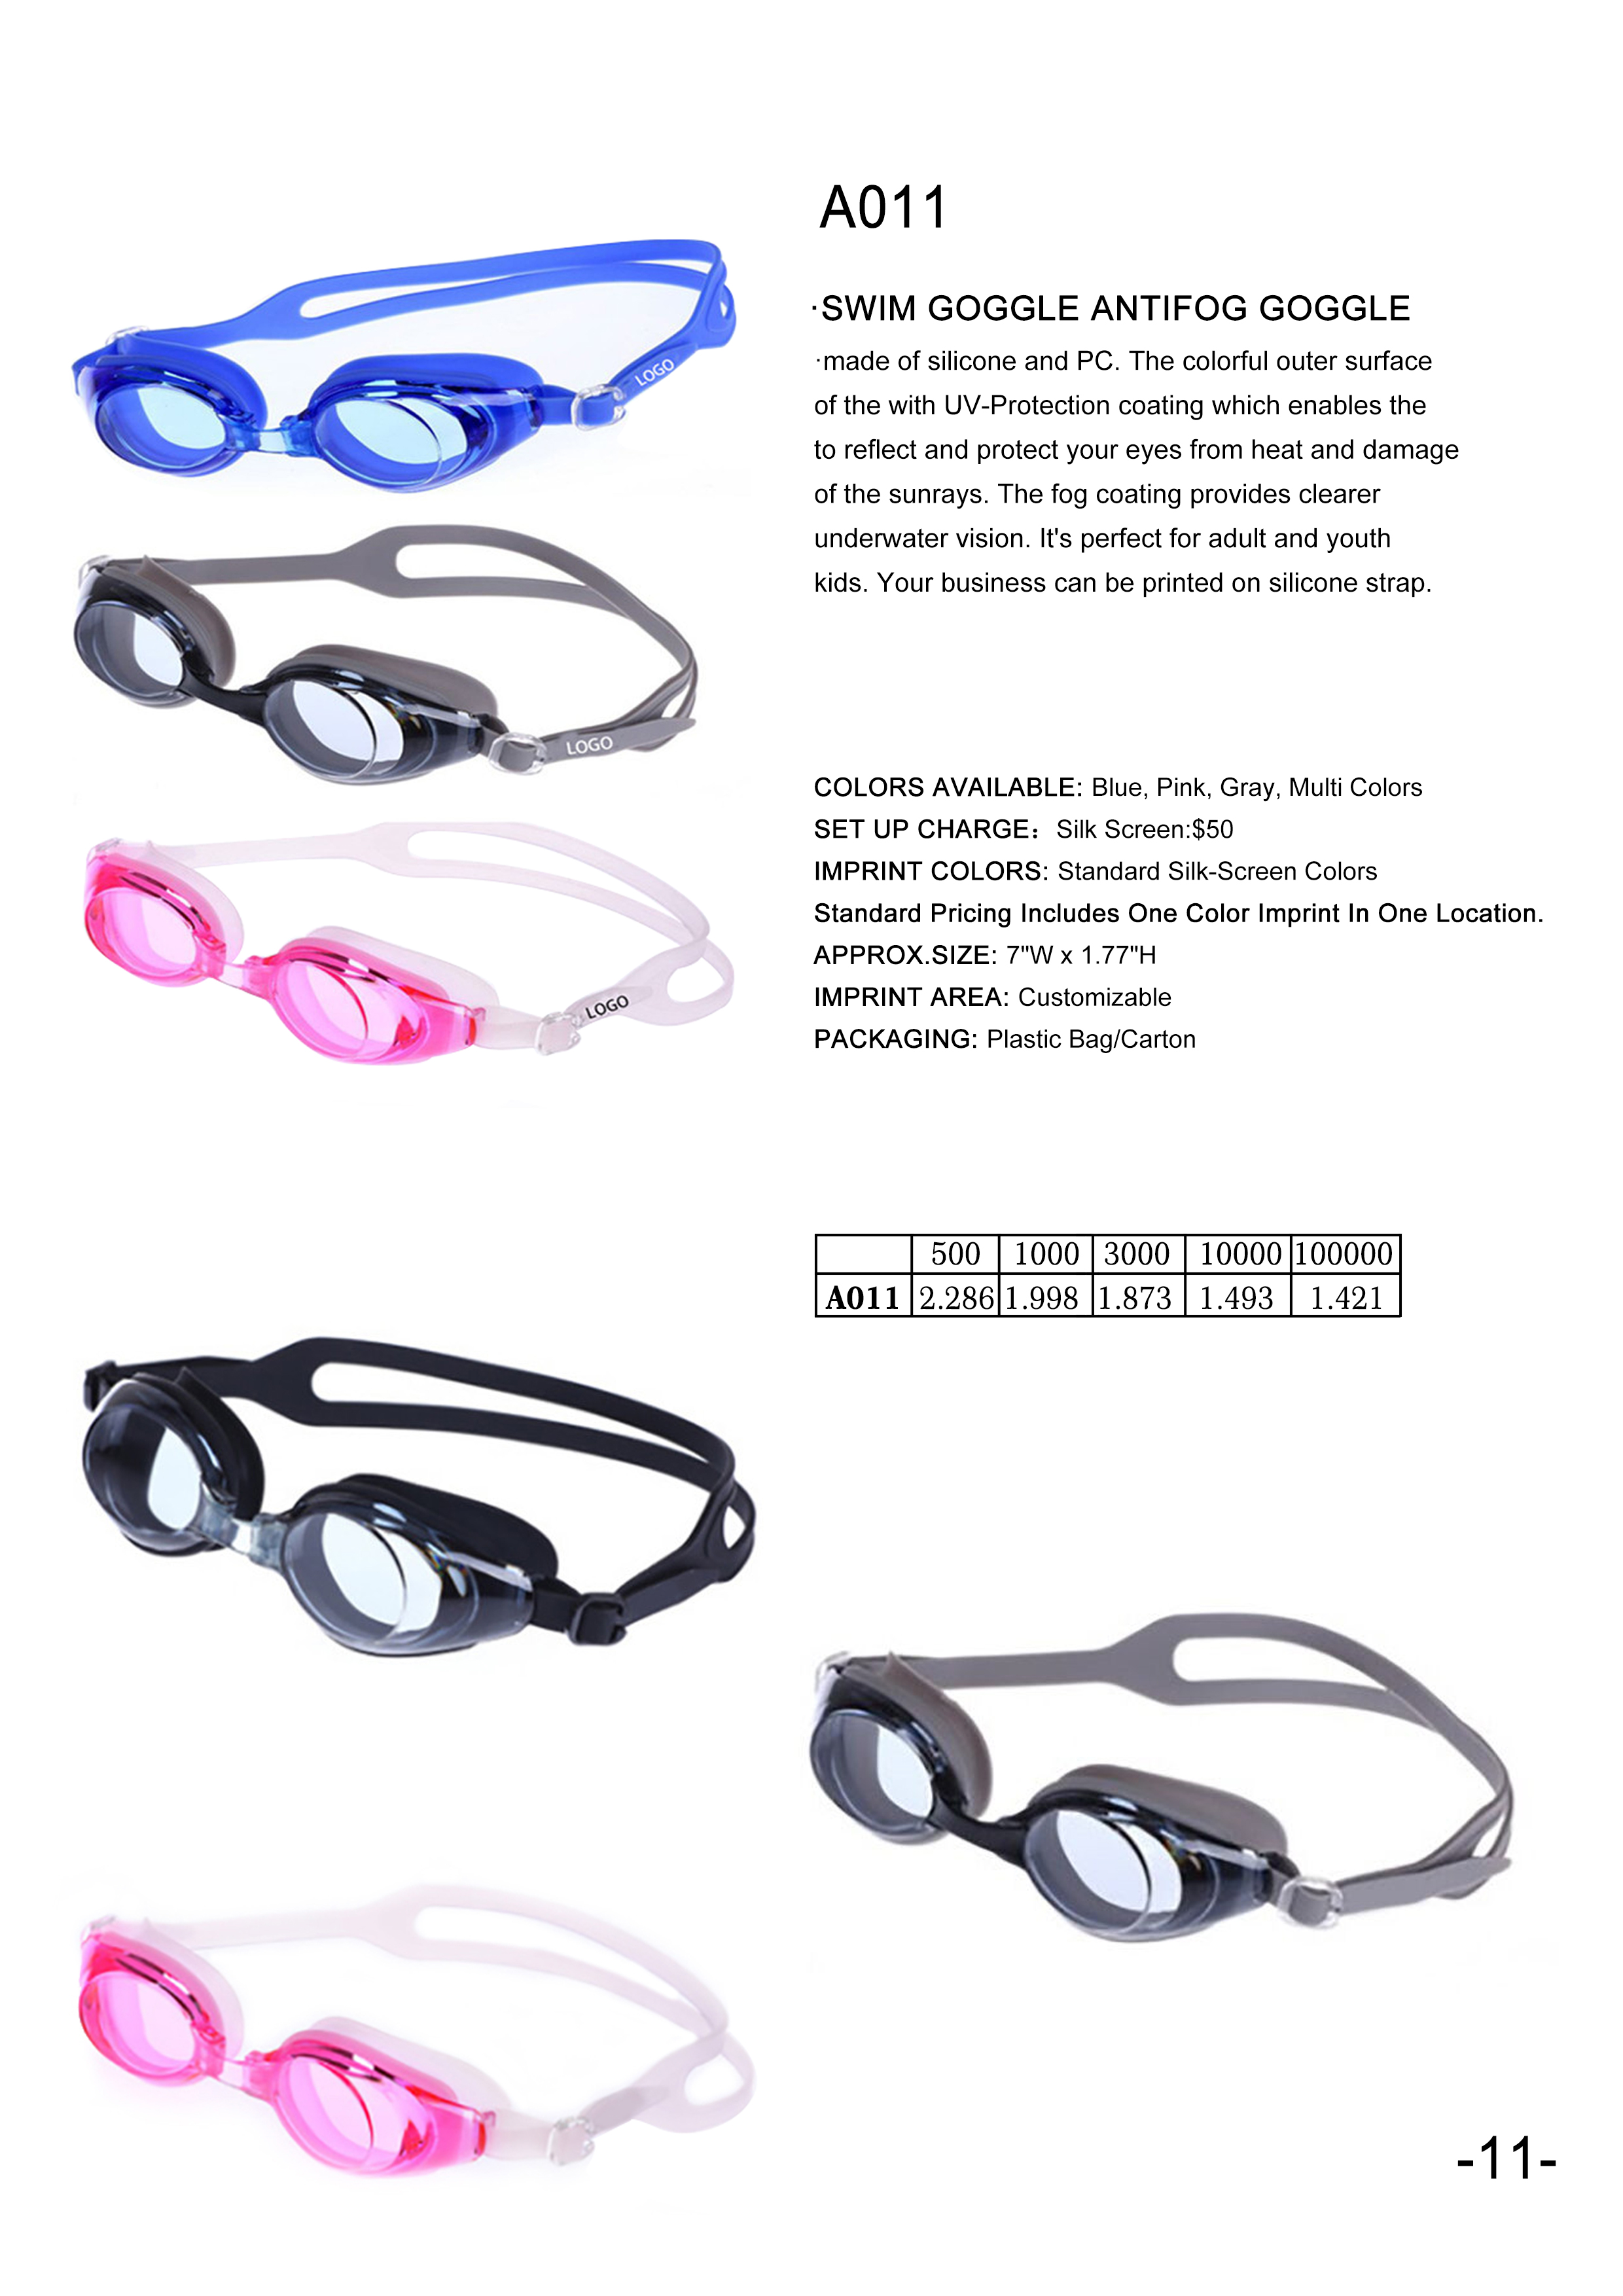 A011
·SWIM GOGGLE ANTIFOG GOGGLE
·made of silicone and PC. The colorful outer surface
of the with UV-Protection coating which enables the
to reflect and protect your eyes from heat and damage
of the sunrays. The fog coating provides clearer
underwater vision. It's perfect for adult and youth
kids. Your business can be printed on silicone strap.
LOGO
LOGO
LOGO
COLORS AVAILABLE: Blue, Pink, Gray, Multi Colors
SET UP CHARGE：Silk Screen:$50
IMPRINT COLORS: Standard Silk-Screen Colors
Standard Pricing Includes One Color Imprint In One Location.
APPROX.SIZE: 7"W x 1.77"H
IMPRINT AREA: Customizable
PACKAGING: Plastic Bag/Carton
500 1000 3000 10000 100000
A011 2.286 1.998 1.873 1.493 1.421
-11-